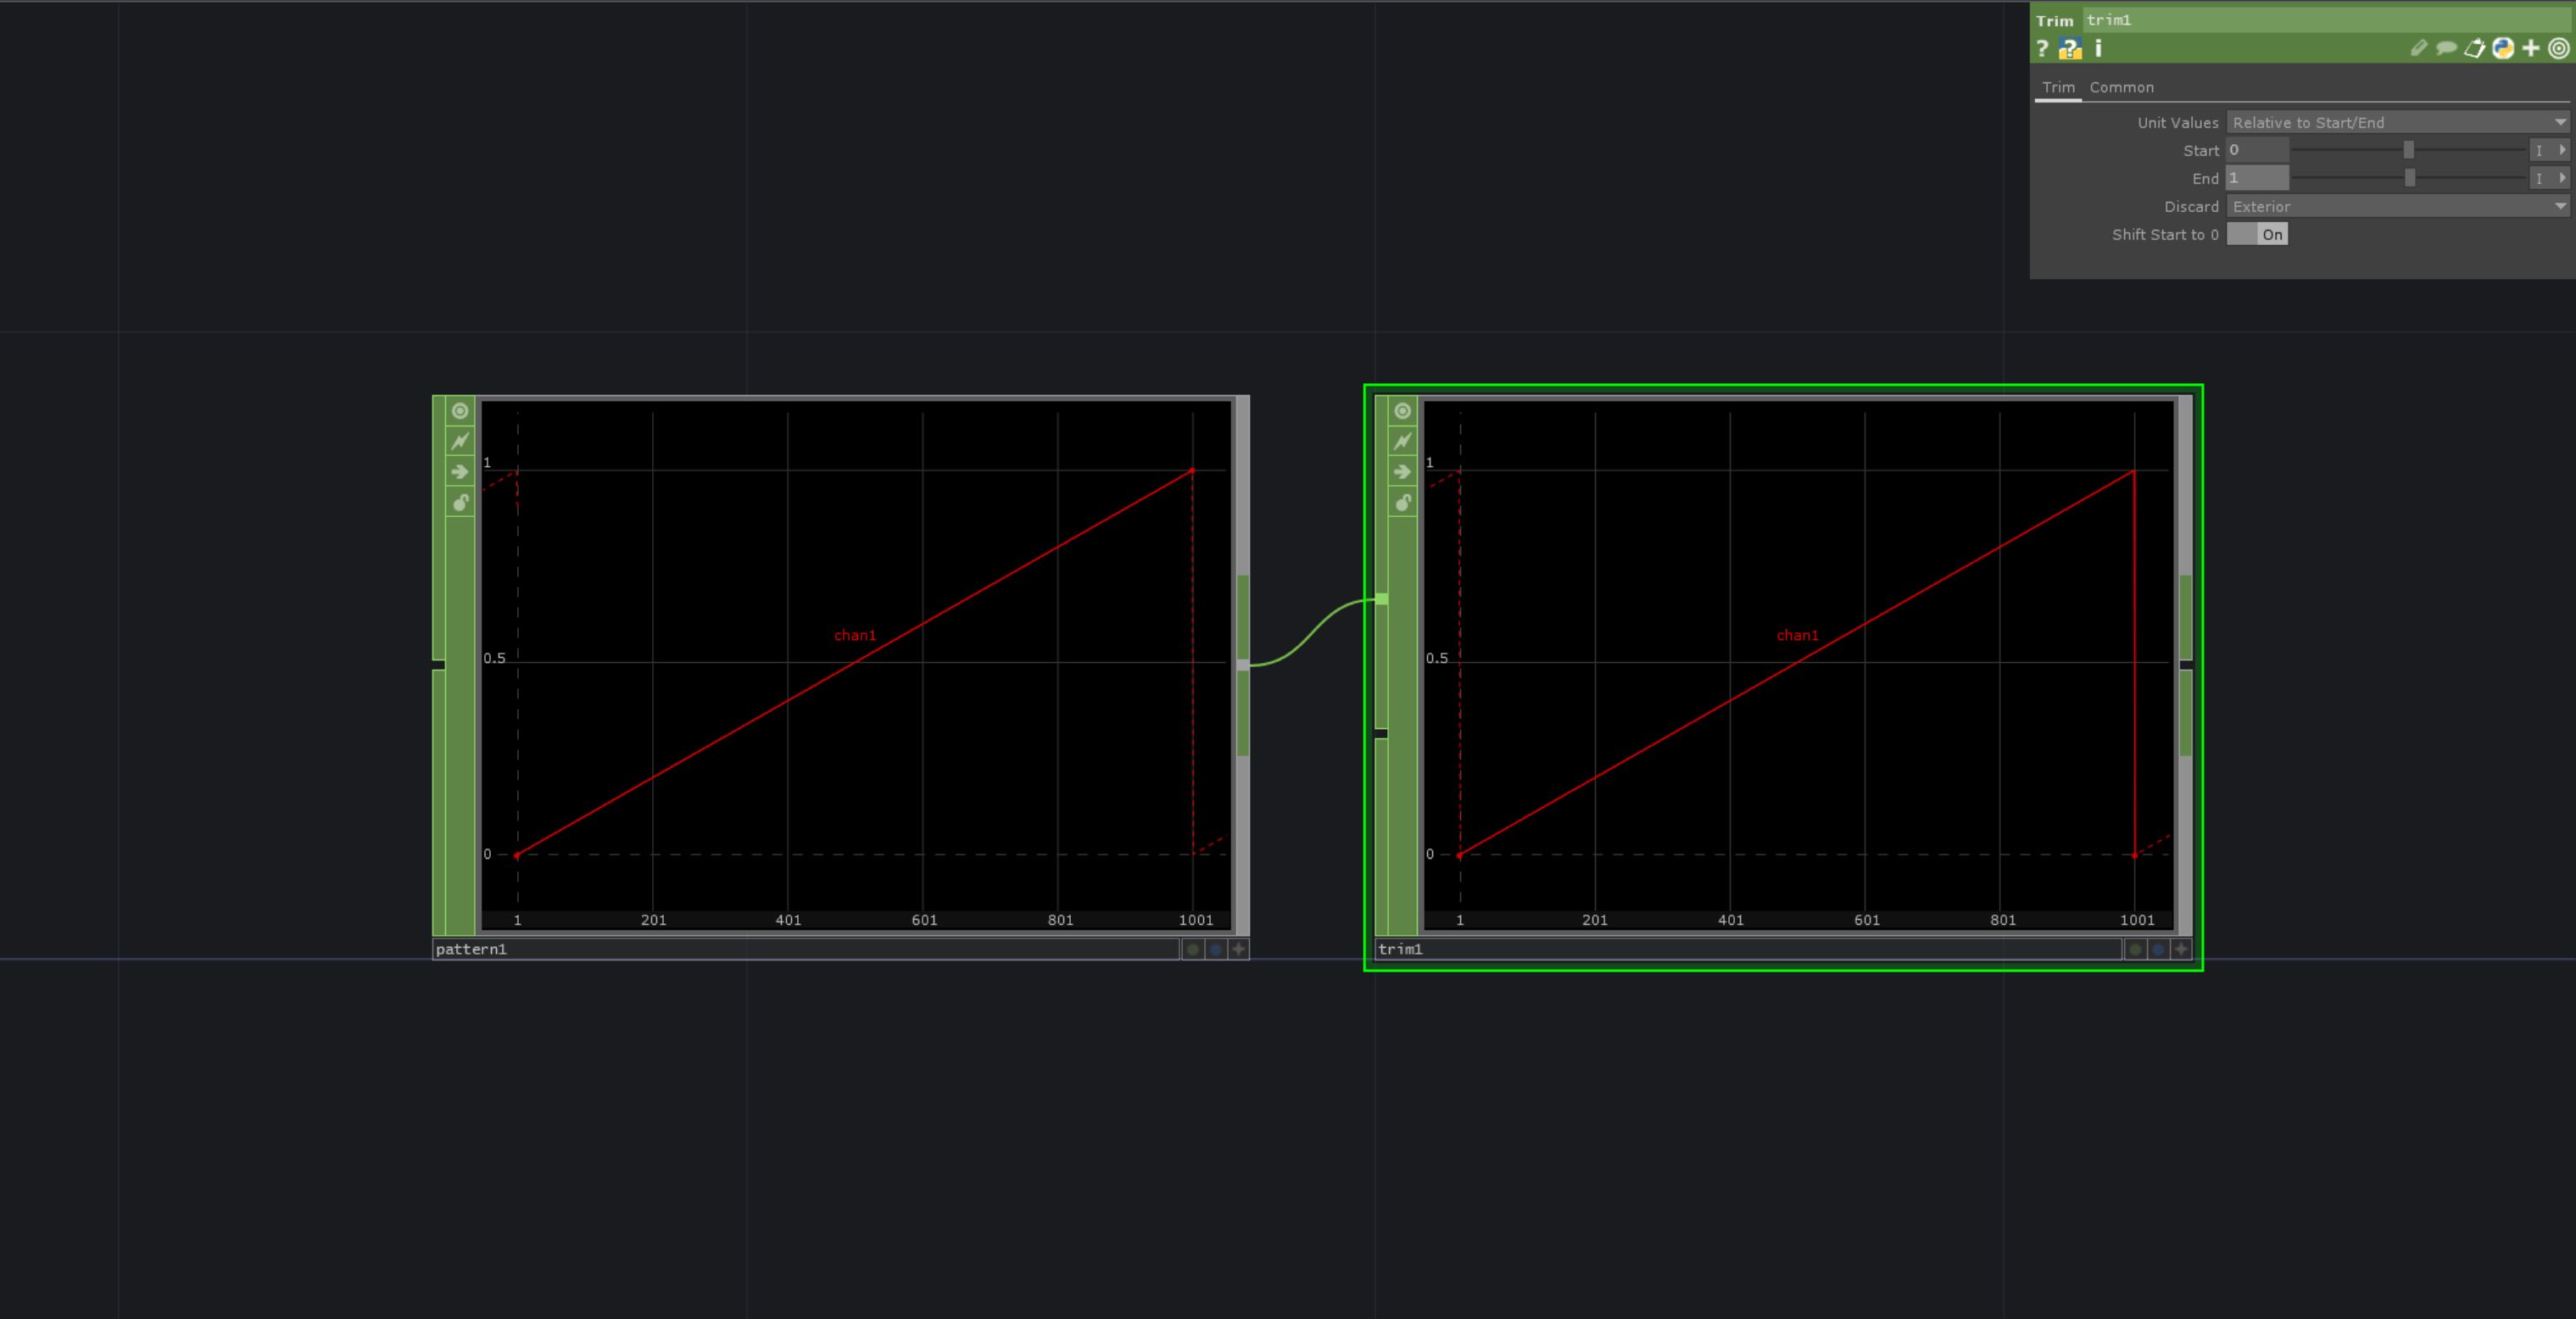 Trim trim1
? ? i
Trim Common
Unit Values Relative to Start/End
Start 0 I
End 1 I
Discard Exterior
Shift Start to 0 On
1
0.5
0
chan1
1 201 401 601 801 1001
pattern1
1
0.5
0
chan1
1 201 401 601 801 1001
trim1